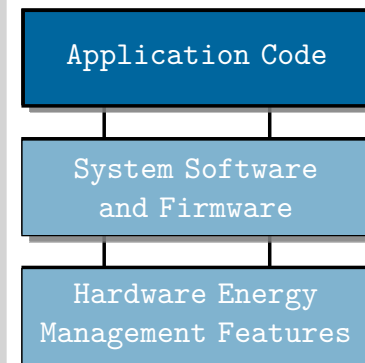 Application Code
System Software
and Firmware
Hardware Energy
Management Features